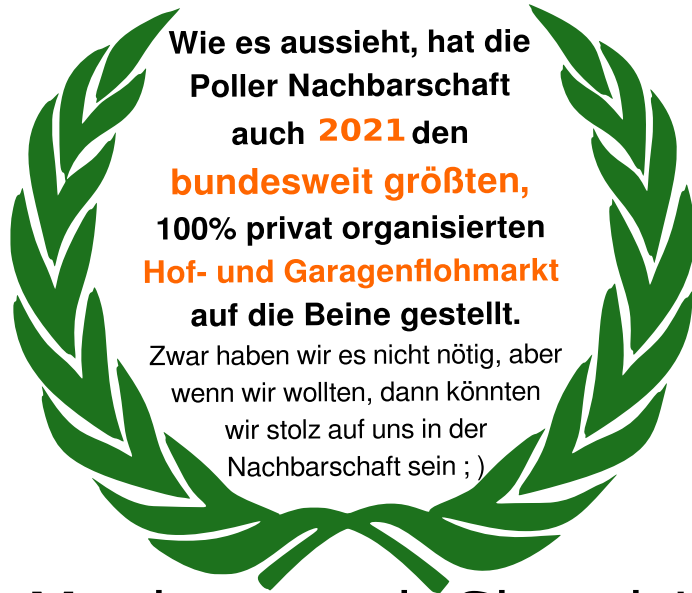 Wie es aussieht, hat die
Poller Nachbarschaft
auch 2021 den
bundesweit größten,
100% privat organisierten
Hof- und Garagenflohmarkt
auf die Beine gestellt.
Zwar haben wir es nicht nötig, aber
wenn wir wollten, dann könnten
wir stolz auf uns in der
Nachbarschaft sein ; )